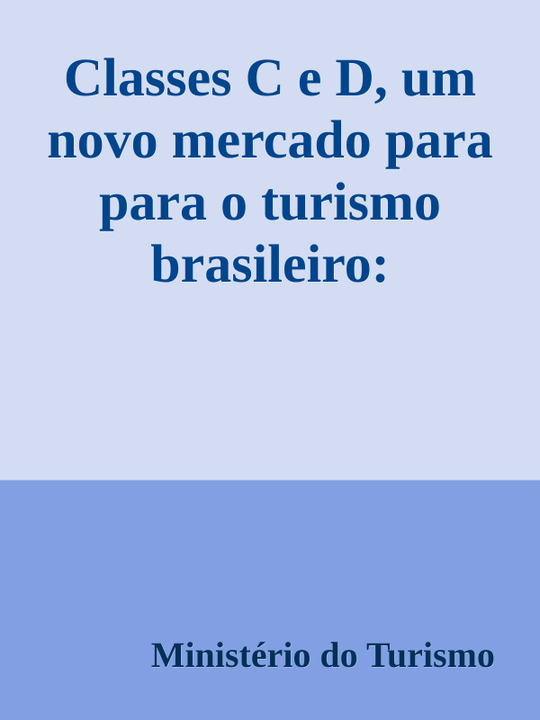 Classes C e D, um
novo mercado para
para o turismo
brasileiro:
Ministério do Turismo